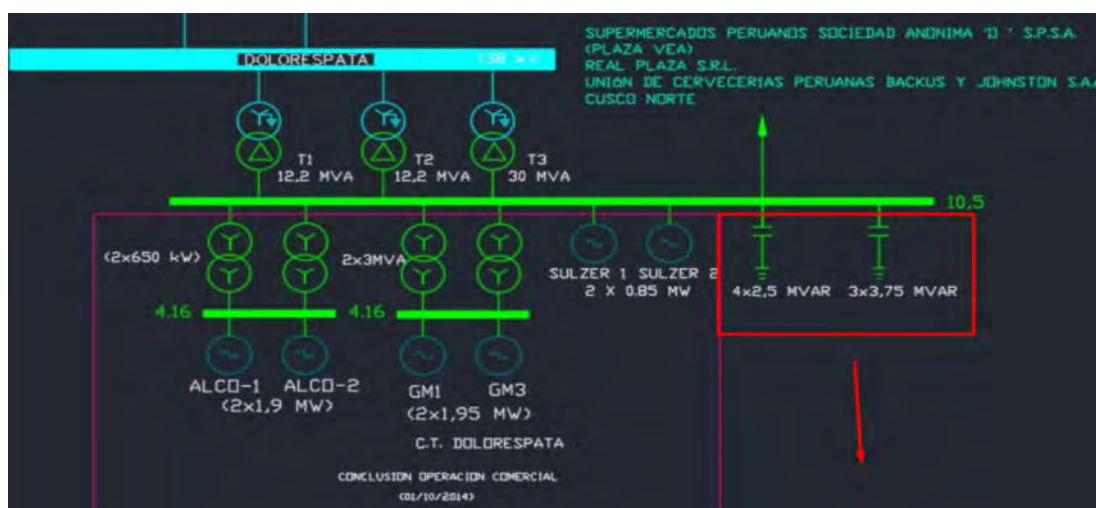 SUPERMERCADOS PERUANOS SOCIEDAD ANONIMA 'O ' S.P.S.A.
(PLAZA VEA)
REAL PLAZA S.R.L.
UNIÓN DE CERVECERIAS PERUANAS BACKUS Y JOHNSTON S.A.
CUSCO NORTE
DOLORESPATA
138 kV
T1
12,2 MVA
T2
12,2 MVA
T3
30 MVA
10,5
(2x650 kW)
2x3MVA
SULZER 1 SULZER 2
2 X 0.85 MW
4x2,5 MVAR
3x3,75 MVAR
4.16
4.16
ALCO-1
ALCO-2
(2x1,9 MW)
GM1
GM3
(2x1,95 MW)
C.T. DOLORESPATA
CONCLUSION OPERACION COMERCIAL
(01/10/2014)